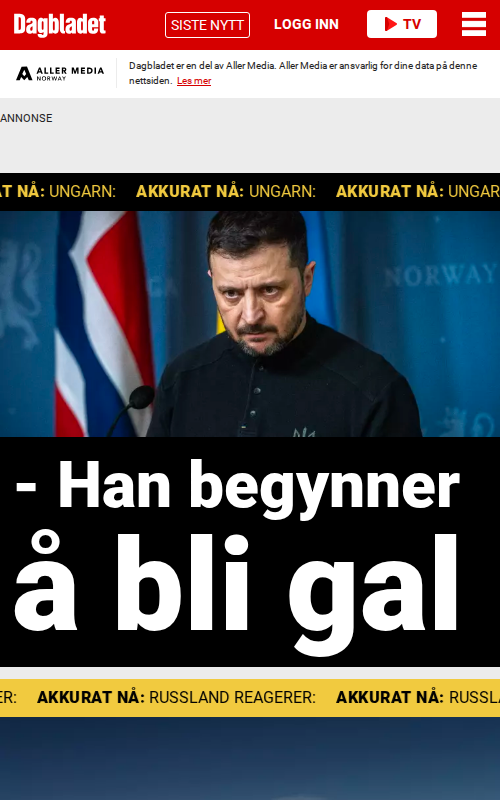 Dagbladet
SISTE NYTT
LOGG INN
TV
ALLER MEDIA
NORWAY
Dagbladet er en del av Aller Media. Aller Media er ansvarlig for dine data på denne
nettsiden. Les mer
ANNONSE
T NÅ: UNGARN: AKKURAT NÅ: UNGARN: AKKURAT NÅ: UNGAR
NORWAY
- Han begynner
å bli gal
ER: AKKURAT NÅ: RUSSLAND REAGERER: AKKURAT NÅ: RUSSL